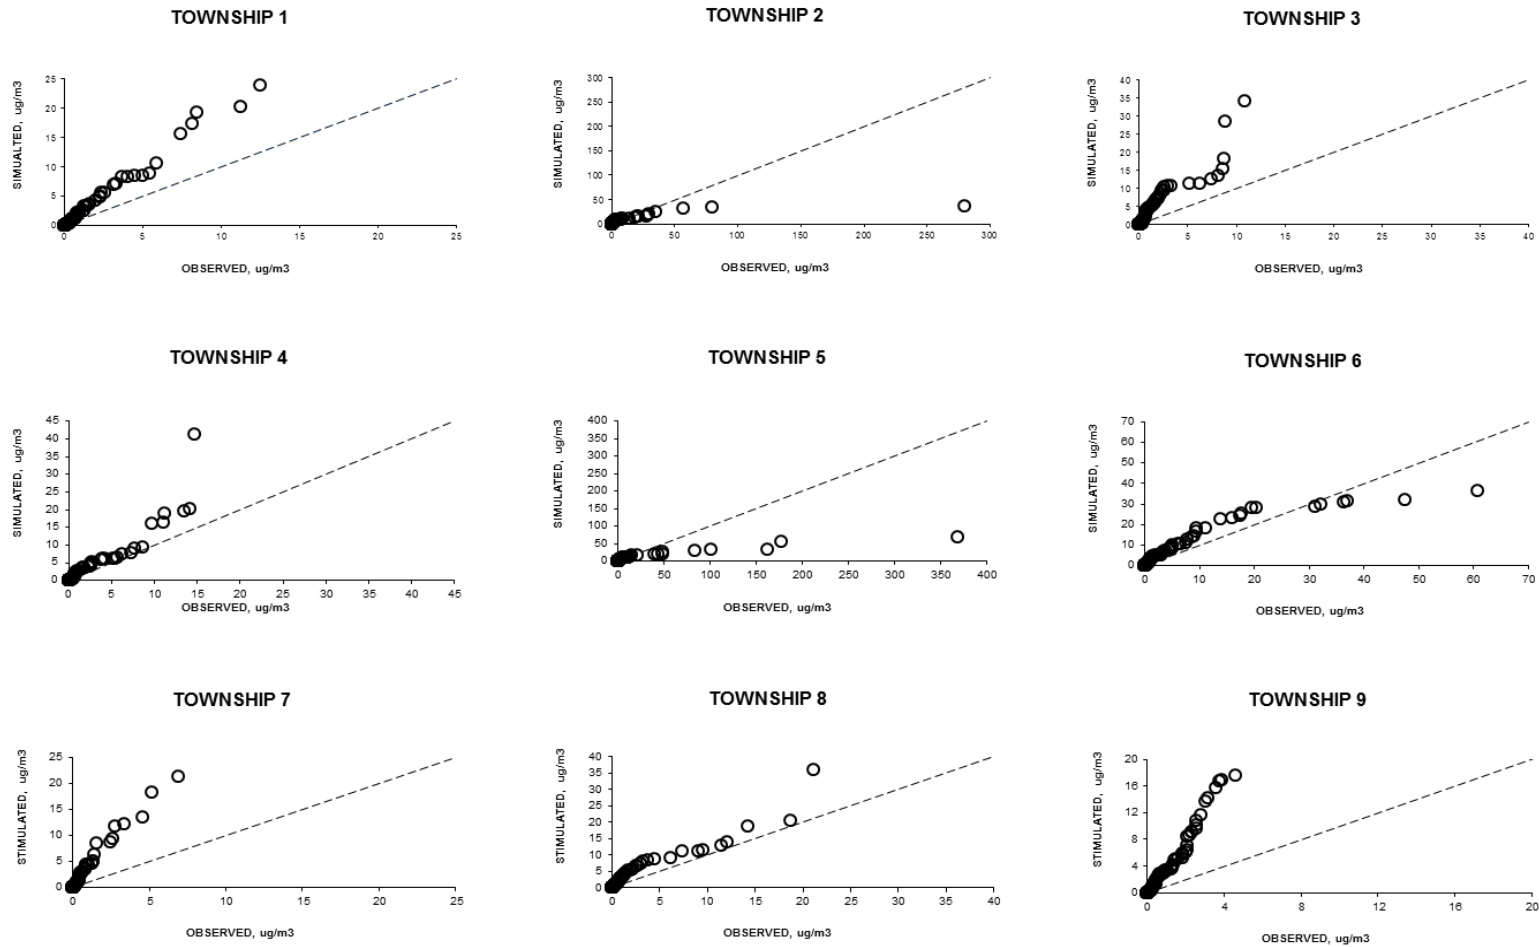 TOWNSHIP 1
TOWNSHIP 2
TOWNSHIP 3
SIMUALTED, ug/m3
25
20
15
10
5
0
0 5 10 15 20 25
OBSERVED, ug/m3
SIMULATED, ug/m3
300
250
200
150
100
50
0
0 50 100 150 200 250 300
OBSERVED, ug/m3
SIMULATED, ug/m3
40
35
30
25
20
15
10
5
0
0 5 10 15 20 25 30 35 40
OBSERVED, ug/m3
TOWNSHIP 4
TOWNSHIP 5
TOWNSHIP 6
SIMULATED, ug/m3
45
40
35
30
25
20
15
10
5
0
0 5 10 15 20 25 30 35 40 45
OBSERVED, ug/m3
SIMULATED, ug/m3
400
350
300
250
200
150
100
50
0
0 50 100 150 200 250 300 350 400
OBSERVED, ug/m3
SIMULATED, ug/m3
70
60
50
40
30
20
10
0
0 10 20 30 40 50 60 70
OBSERVED, ug/m3
TOWNSHIP 7
TOWNSHIP 8
TOWNSHIP 9
STIMULATED, ug/m3
25
20
15
10
5
0
0 5 10 15 20 25
OBSERVED, ug/m3
STIMULATED, ug/m3
40
35
30
25
20
15
10
5
0
0 5 10 15 20 25 30 35 40
OBSERVED, ug/m3
STIMULATED, ug/m3
20
16
12
8
4
0
0 4 8 12 16 20
OBSERVED, ug/m3